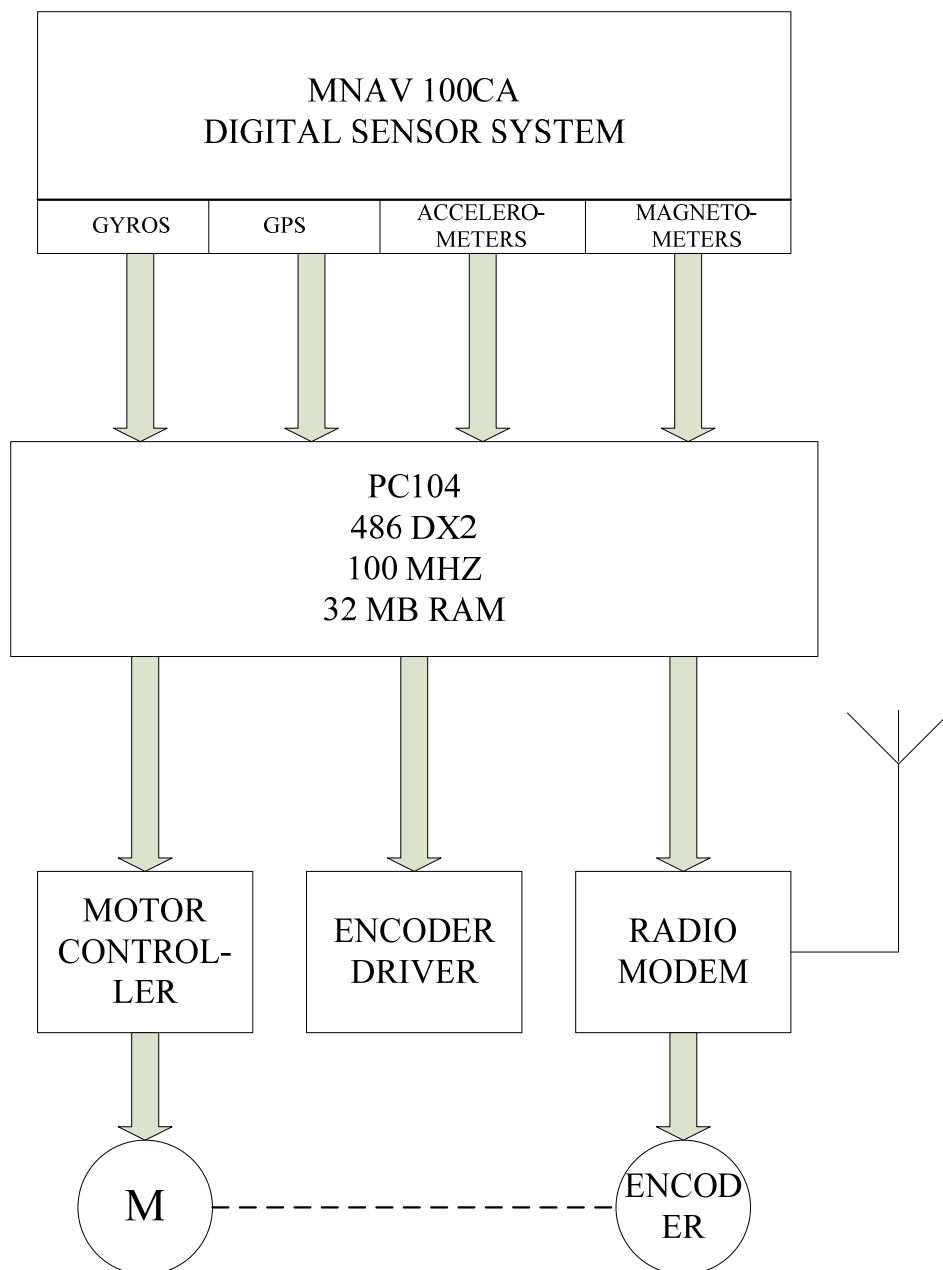 MNAV 100CA
DIGITAL SENSOR SYSTEM
GYROS
GPS
ACCELERO-
METERS
MAGNETO-
METERS
PC104
486 DX2
100 MHZ
32 MB RAM
MOTOR
CONTROL-
LER
ENCODER
DRIVER
RADIO
MODEM
M
ENCOD
ER